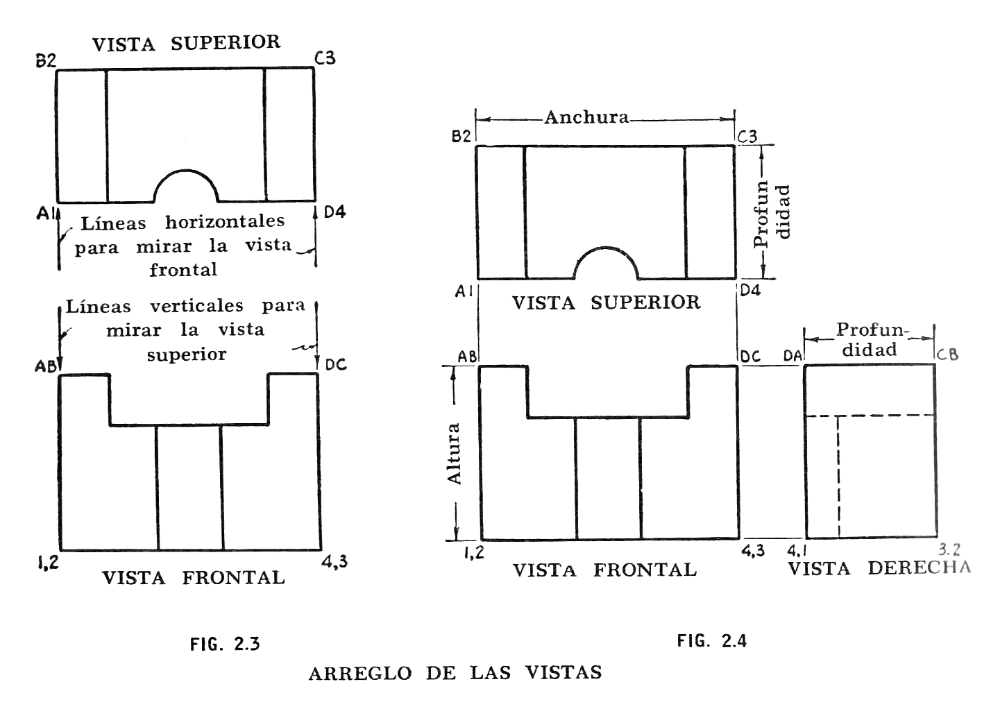 VISTA SUPERIOR
B2
C3
A1
D4
Líneas horizontales
para mirar la vista
frontal
Líneas verticales para
mirar la vista
superior
AB
DC
1,2
4,3
VISTA FRONTAL
FIG. 2.3
Anchura
B2
C3
Profun
didad
A1
D4
VISTA SUPERIOR
Profun-
didad
AB
DC
DA
CB
Altura
1,2
4,3
4,1
3.2
VISTA FRONTAL
VISTA DERECHA
FIG. 2.4
ARREGLO DE LAS VISTAS